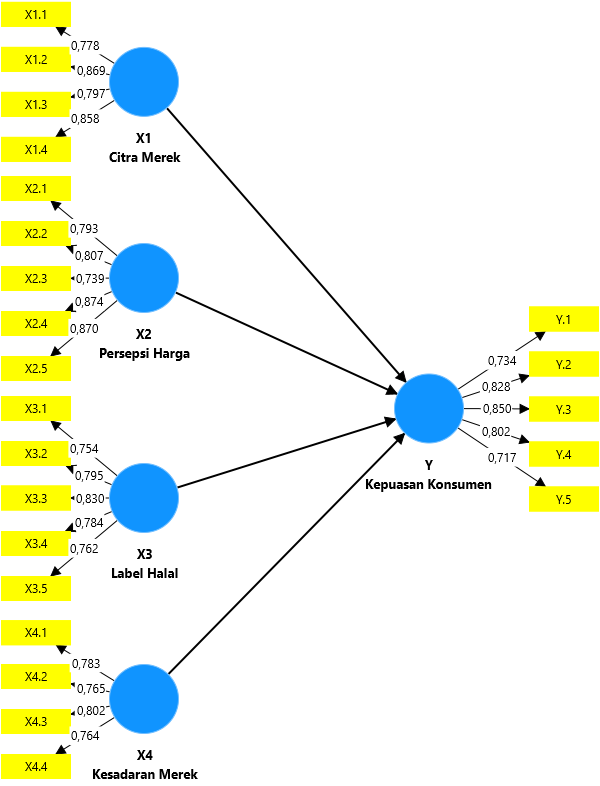 X1.1
0,778
X1.2
0,869
X1.3
0,797
X1.4
0,858
X1
Citra Merek
X2.1
0,793
X2.2
0,807
X2.3
0,739
X2.4
0,874
X2.5
0,870
X2
Persepsi Harga
X3.1
0,754
X3.2
0,795
X3.3
0,830
X3.4
0,784
X3.5
0,762
X3
Label Halal
X4.1
0,783
X4.2
0,765
X4.3
0,802
X4.4
0,764
X4
Kesadaran Merek
Y
Kepuasan Konsumen
Y.1
0,734
Y.2
0,828
Y.3
0,850
Y.4
0,802
Y.5
0,717